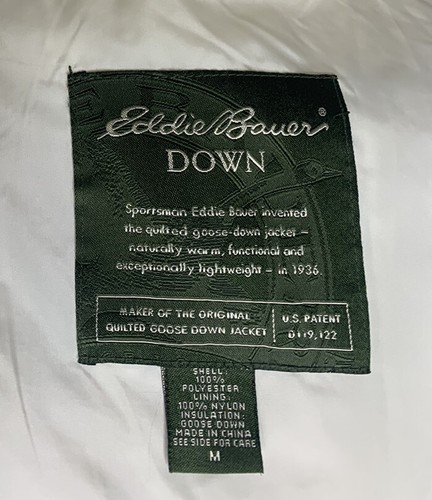 Eddie Bauer®
DOWN
Sportsman Eddie Bauer invented
the quilted goose-down jacket –
naturally warm, functional and
exceptionally lightweight – in 1936.
MAKER OF THE ORIGINAL
QUILTED GOOSE DOWN JACKET
U.S. PATENT
D119,122
SHELL:
100%
POLYESTER
LINING:
100% NYLON
INSULATION:
GOOSE DOWN
MADE IN CHINA
SEE SIDE FOR CARE
M